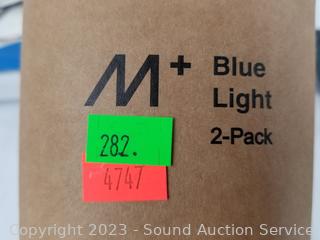 M+ Blue
Light
2-Pack
282.
4747
Copyright 2023 - Sound Auction Service